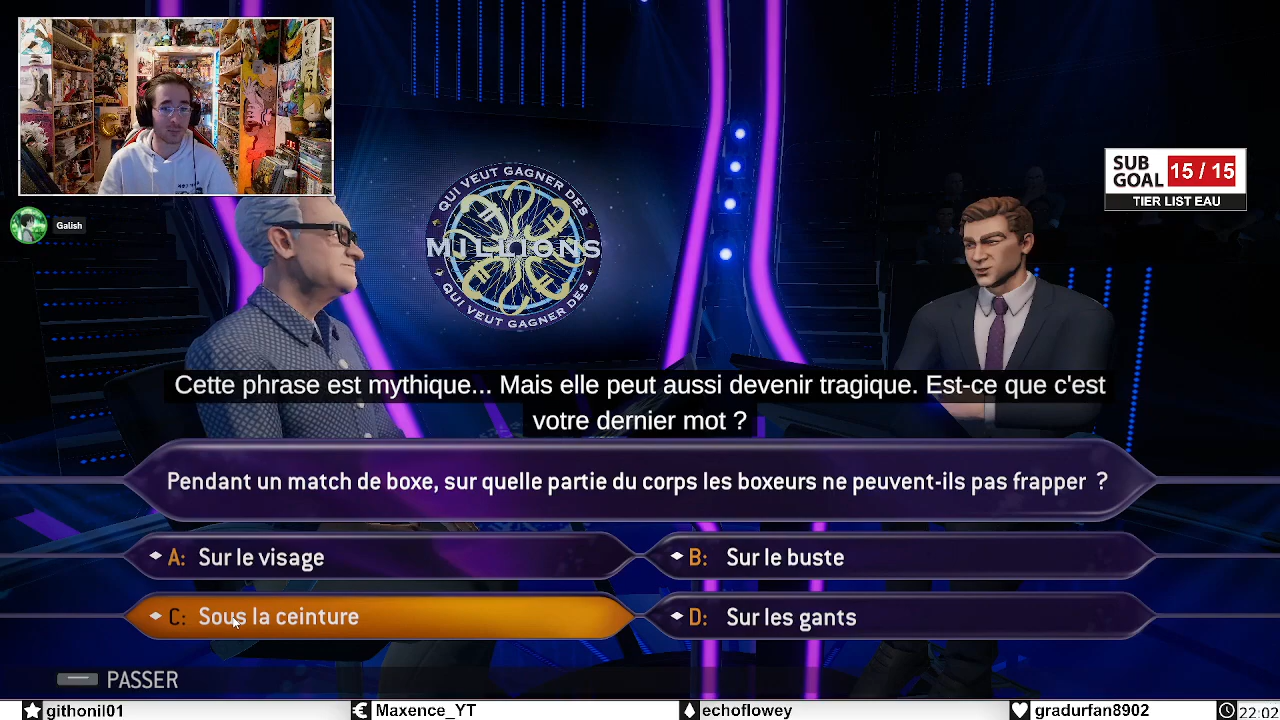 SUB
GOAL
15 / 15
TIER LIST EAU
Galish
QUI VEUT GAGNER DES
MILLIONS
QUI VEUT GAGNER DES
Cette phrase est mythique... Mais elle peut aussi devenir tragique. Est-ce que c'est
votre dernier mot ?
Pendant un match de boxe, sur quelle partie du corps les boxeurs ne peuvent-ils pas frapper ?
A: Sur le visage
B: Sur le buste
C: Sous la ceinture
D: Sur les gants
PASSER
githonil01
Maxence_YT
echoflowey
gradurfan8902
22:02